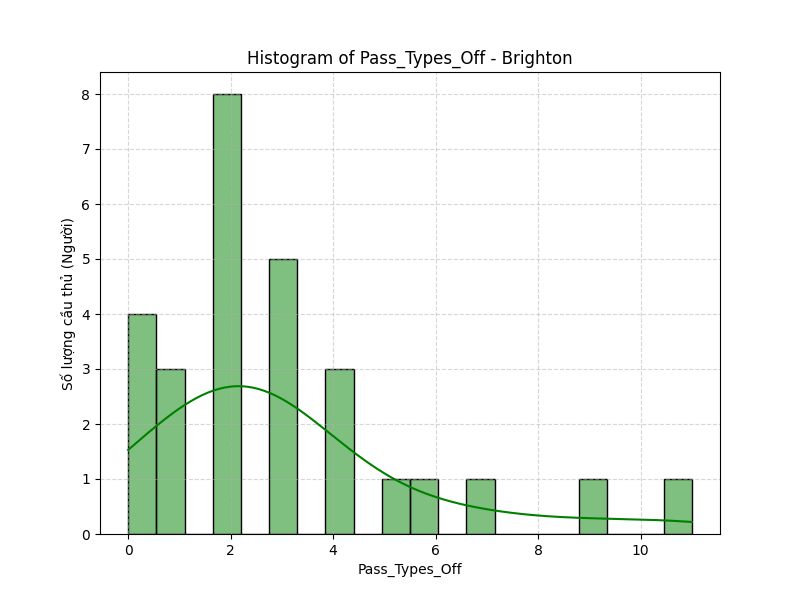 Histogram of Pass_Types_Off - Brighton
Số lượng cầu thủ (Người)
8
7
6
5
4
3
2
1
0
0 2 4 6 8 10
Pass_Types_Off